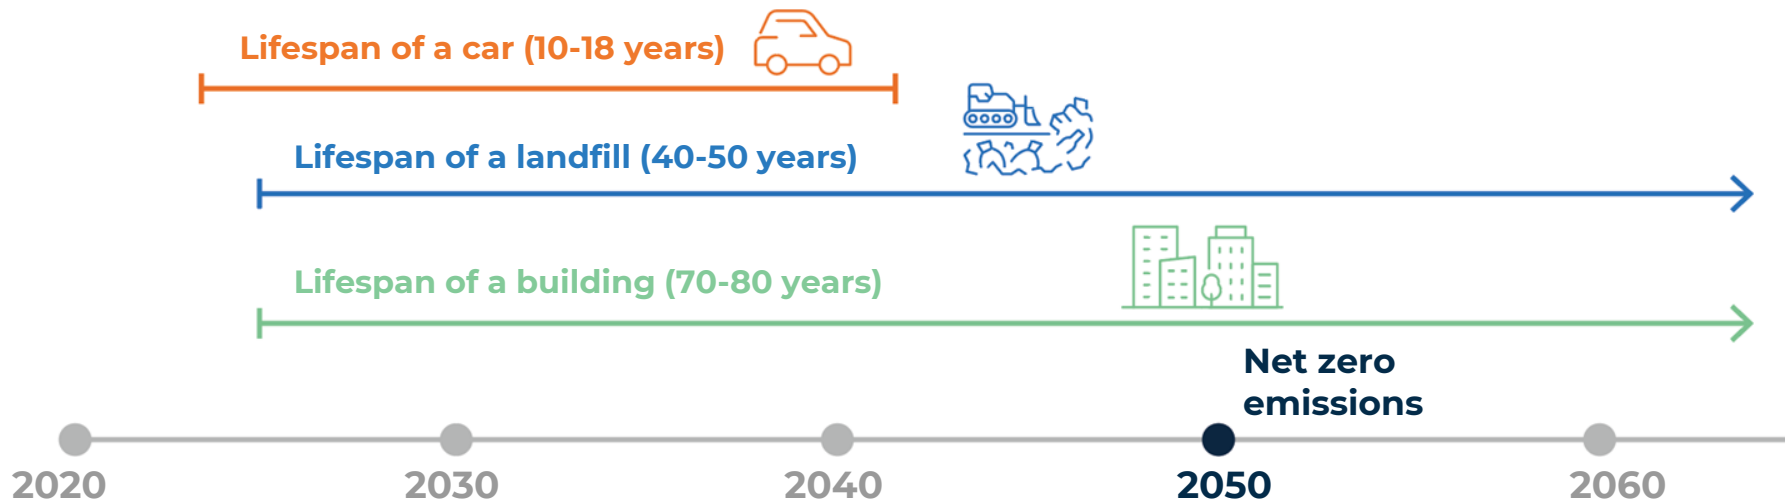 Lifespan of a car (10-18 years)
Lifespan of a landfill (40-50 years)
Lifespan of a building (70-80 years)
Net zero
emissions
2020
2030
2040
2050
2060